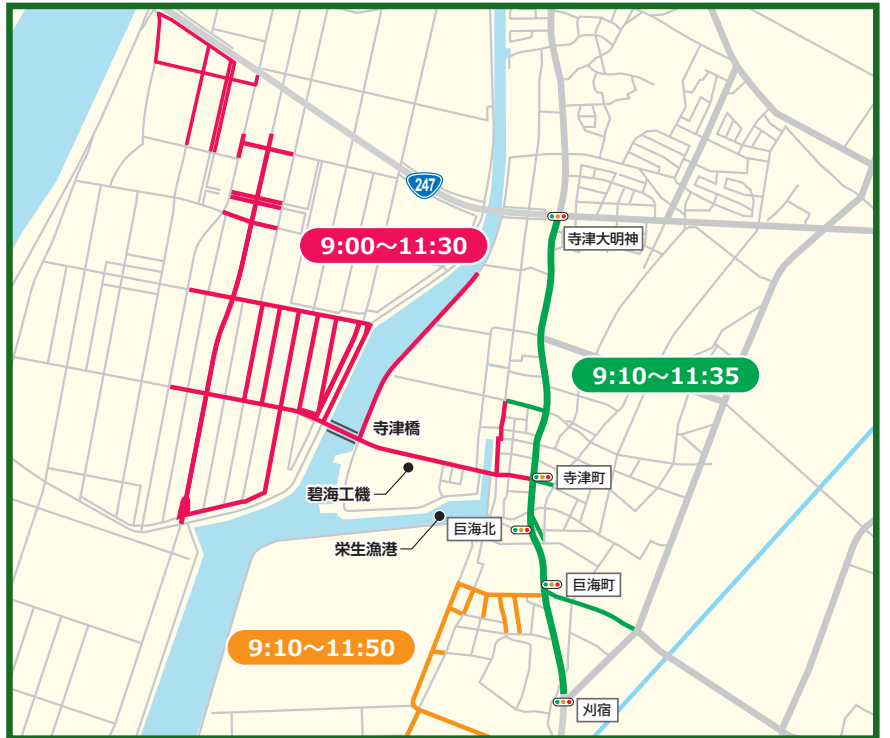 247
寺津大明神
9:00～11:30
9:10～11:35
寺津橋
寺津町
碧海工機
巨海北
栄生漁港
巨海町
9:10～11:50
刈宿